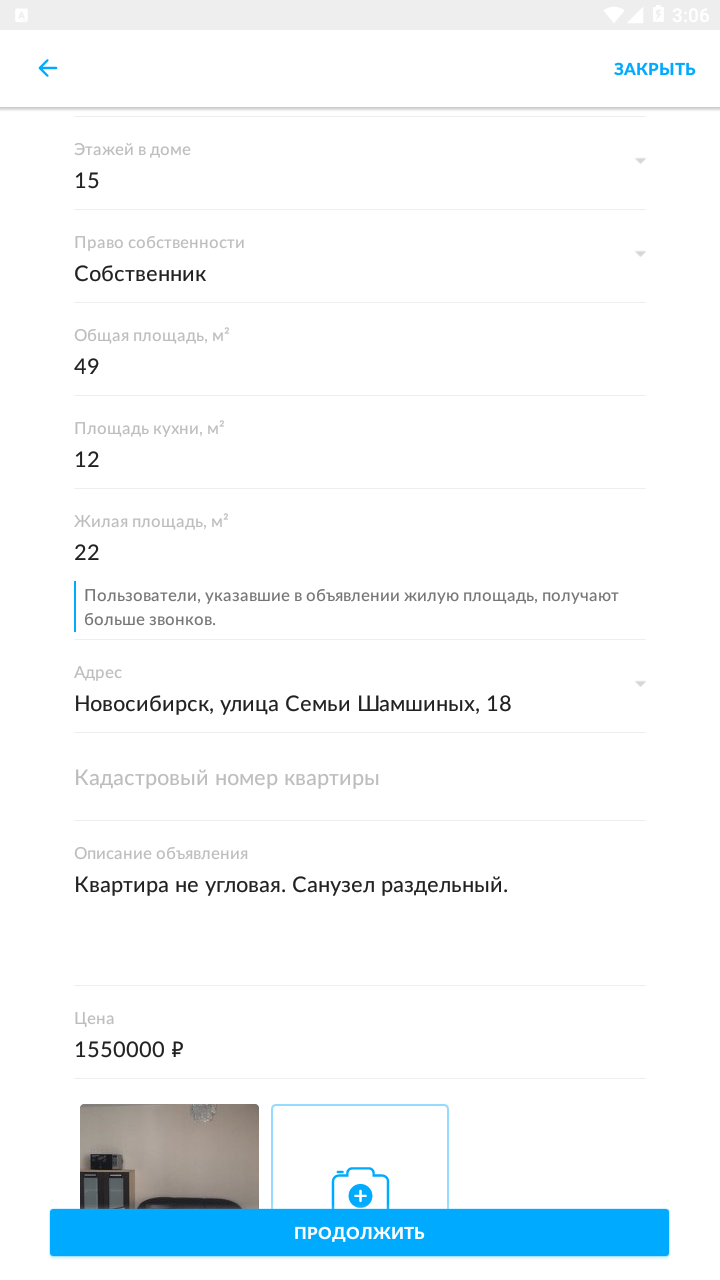 3:06
ЗАКРЫТЬ
Этажей в доме
15
Право собственности
Собственник
Общая площадь, м²
49
Площадь кухни, м²
12
Жилая площадь, м²
22
Пользователи, указавшие в объявлении жилую площадь, получают
больше звонков.
Адрес
Новосибирск, улица Семьи Шамшиных, 18
Кадастровый номер квартиры
Описание объявления
Квартира не угловая. Санузел раздельный.
Цена
1550000 ₽
ПРОДОЛЖИТЬ